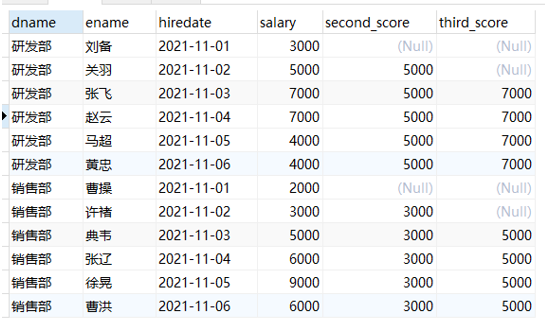 dname ename hiredate salary second_score third_score
研发部 刘备 2021-11-01 3000 (Null) (Null)
研发部 关羽 2021-11-02 5000 5000 (Null)
研发部 张飞 2021-11-03 7000 5000 7000
研发部 赵云 2021-11-04 7000 5000 7000
研发部 马超 2021-11-05 4000 5000 7000
研发部 黄忠 2021-11-06 4000 5000 7000
销售部 曹操 2021-11-01 2000 (Null) (Null)
销售部 许褚 2021-11-02 3000 3000 (Null)
销售部 典韦 2021-11-03 5000 3000 5000
销售部 张辽 2021-11-04 6000 3000 5000
销售部 徐晃 2021-11-05 9000 3000 5000
销售部 曹洪 2021-11-06 6000 3000 5000